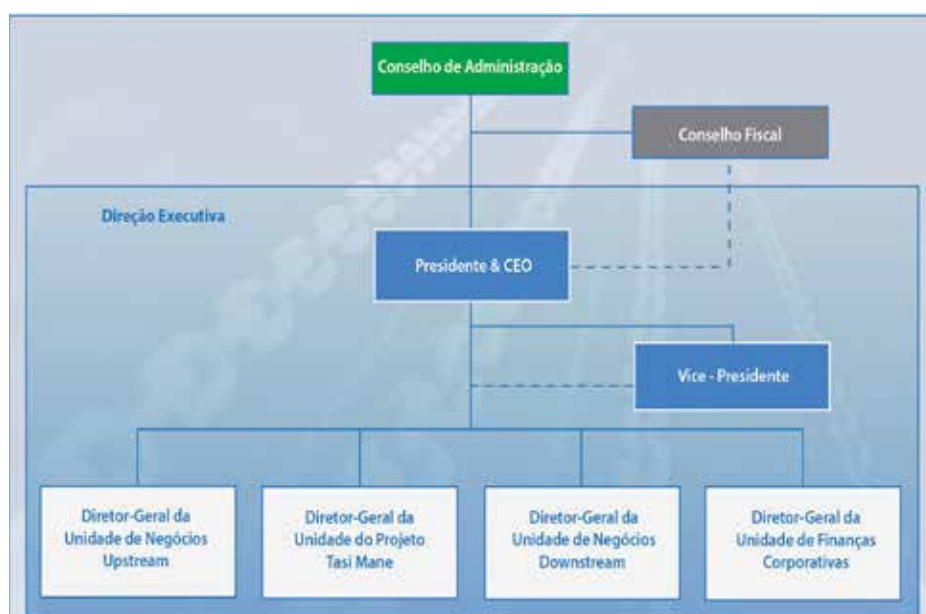 Conselho de Administração
Conselho Fiscal
Direção Executiva
Presidente & CEO
Vice - Presidente
Diretor-Geral da
Unidade de Negócios
Upstream
Diretor-Geral da
Unidade do Projeto
Tasi Mane
Diretor-Geral da
Unidade de Negócios
Downstream
Diretor-Geral da
Unidade de Finanças
Corporativas